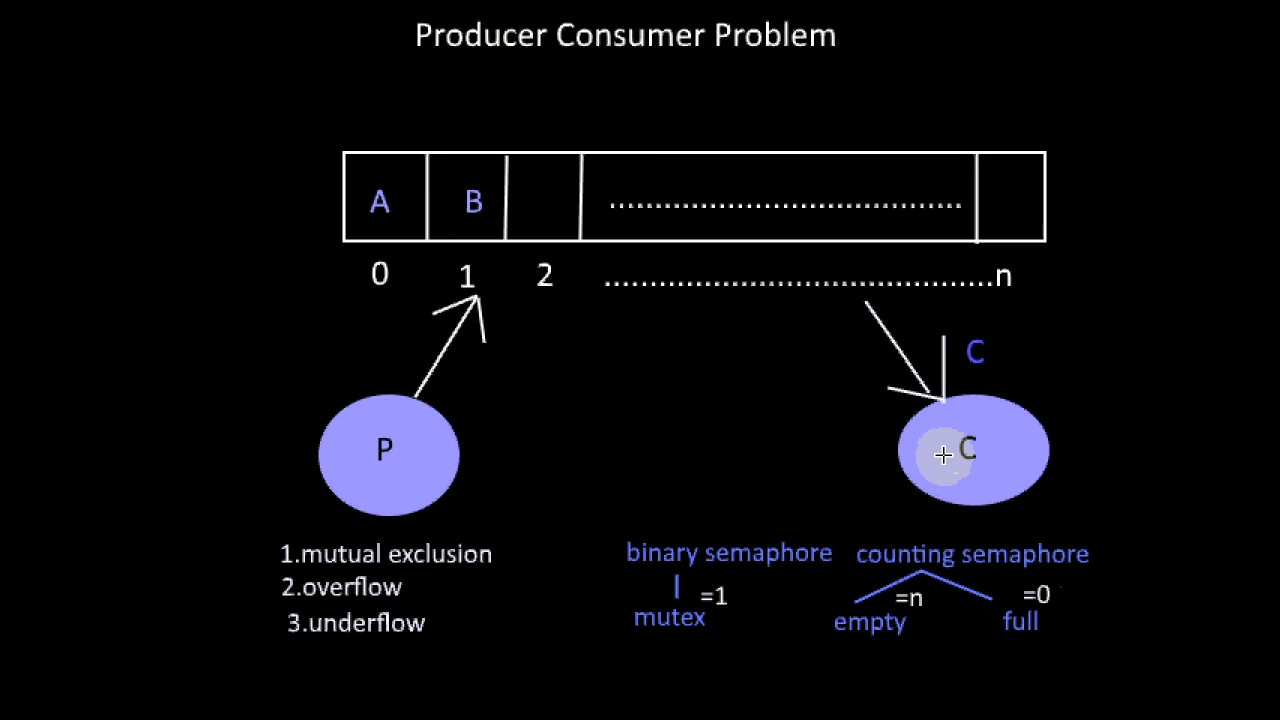 Producer Consumer Problem
A B ....................................
0 1 2 ..........................................n
C
P C
1.mutual exclusion
2.overflow
3.underflow
binary semaphore counting semaphore
=1 =n =0
mutex empty full